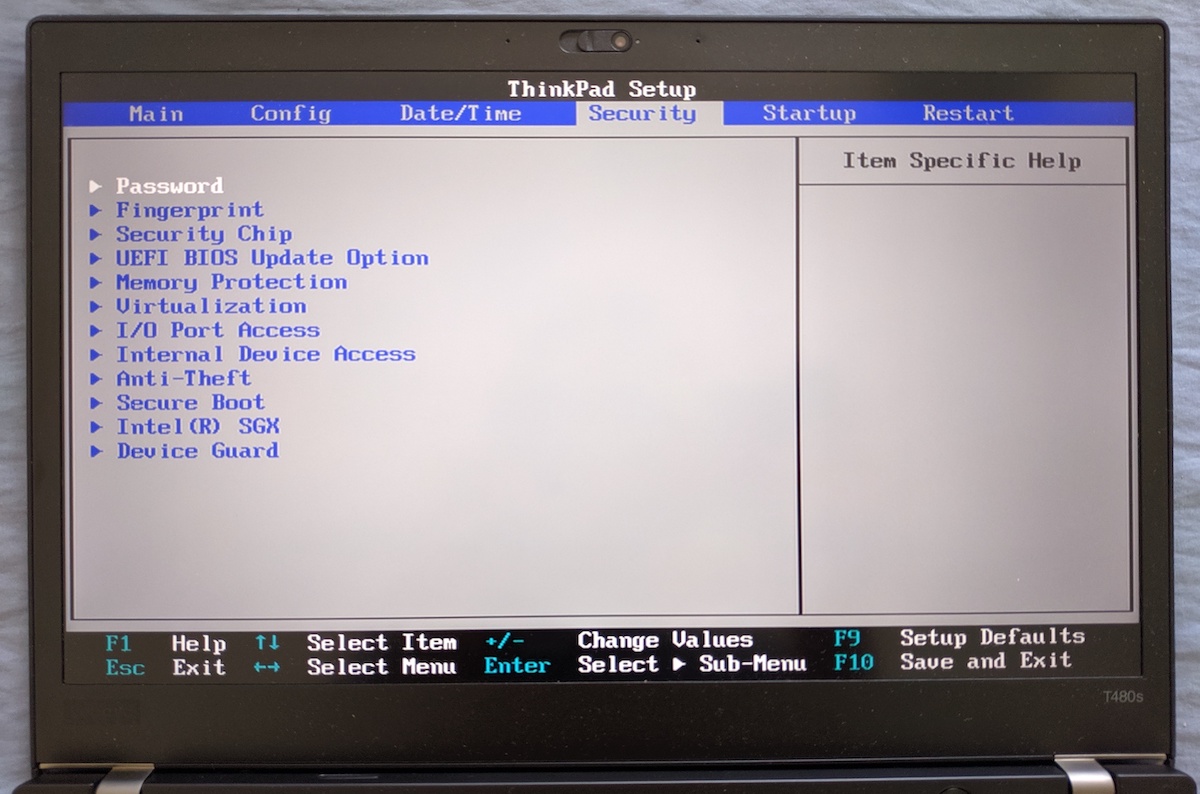 ThinkPad Setup
Main Config Date/Time Security Startup Restart
Item Specific Help
Password
Fingerprint
Security Chip
UEFI BIOS Update Option
Memory Protection
Virtualization
I/O Port Access
Internal Device Access
Anti-Theft
Secure Boot
Intel(R) SGX
Device Guard
F1 Help ↑↓ Select Item +/- Change Values F9 Setup Defaults
Esc Exit ←→ Select Menu Enter Select ▶ Sub-Menu F10 Save and Exit
T480s